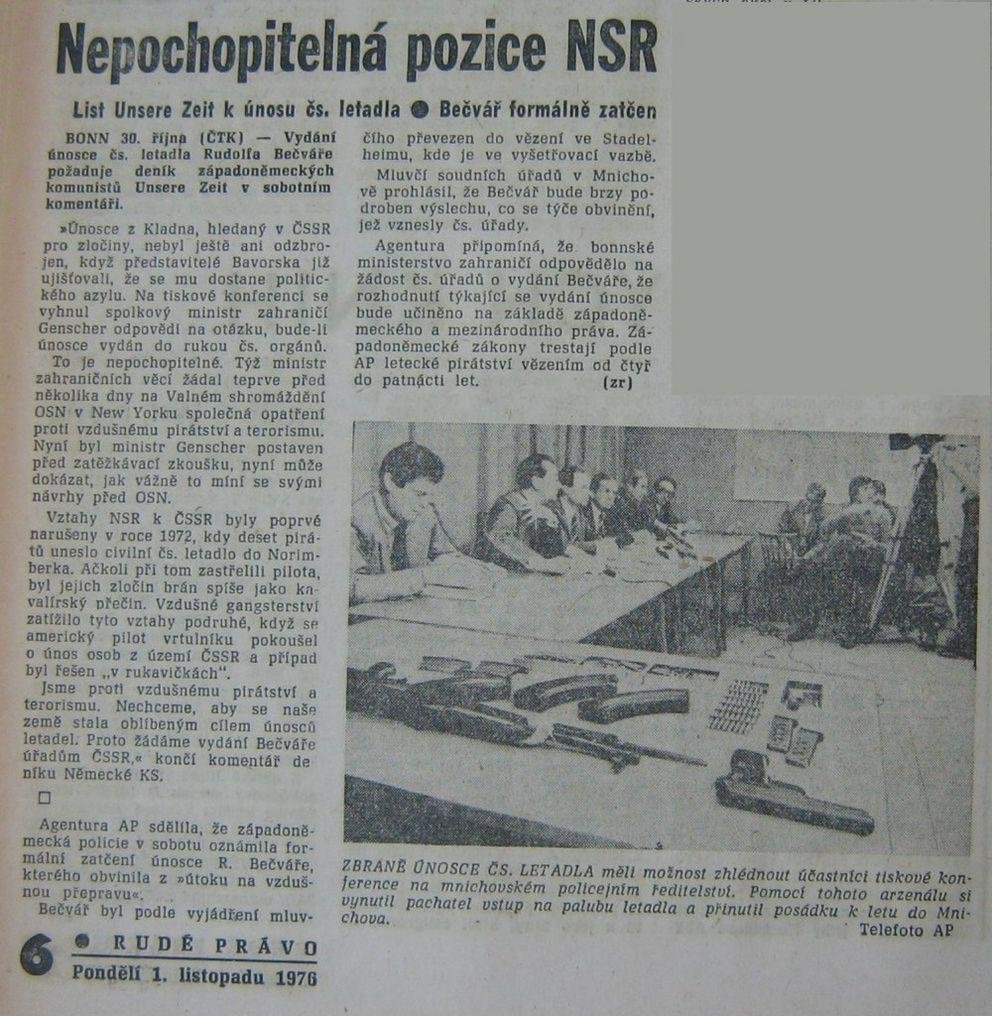 Nepochopitelná pozice NSR
List Unsere Zeit k únosu čs. letadla ● Bečvář formálně zatčen
BONN 30. října (ČTK) — Vydání
únosce čs. letadla Rudolfa Bečváře
požaduje deník západoněmeckých
komunistů Unsere Zeit v sobotním
komentáři.
»Únosce z Kladna, hledaný v ČSSR
pro zločiny, nebyl ještě ani odzbro-
jen, když představitelé Bavorska již
ujišťovali, že se mu dostane politic-
kého azylu. Na tiskové konferenci se
vyhnul spolkový ministr zahraničí
Genscher odpovědi na otázku, bude-li
únosce vydán do rukou čs. orgánů.
To je nepochopitelné. Týž ministr
zahraničních věcí žádal teprve před
několika dny na Valném shromáždění
OSN v New Yorku společná opatření
proti vzdušnému pirátství a terorismu.
Nyní byl ministr Genscher postaven
před zatěžkávací zkoušku, nyní může
dokázat, jak vážně to míní se svými
návrhy před OSN.
Vztahy NSR k ČSSR byly poprvé
narušeny v roce 1972, kdy deset pirá-
tů uneslo civilní čs. letadlo do Norim-
berka. Ačkoli při tom zastřelili pilota,
byl jejich zločin brán spíše jako ka-
valírský přečin. Vzdušné gangsterství
zatížilo tyto vztahy podruhé, když se
americký pilot vrtulníku pokoušel
o únos osob z území ČSSR a případ
byl řešen „v rukavičkách".
Jsme proti vzdušnému pirátství a
terorismu. Nechceme, aby se naše
země stala oblíbeným cílem únosců
letadel. Proto žádáme vydání Bečváře
úřadům ČSSR,« končí komentář de
níku Německé KS.
□
Agentura AP sdělila, že západoně-
mecká policie v sobotu oznámila for-
mální zatčení únosce R. Bečváře,
kterého obvinila z »útoku na vzduš-
nou přepravu«.
Bečvář byl podle vyjádření mluv-
čího převezen do vězení ve Stadel-
heimu, kde je ve vyšetřovací vazbě.
Mluvčí soudních úřadů v Mnicho-
vě prohlásil, že Bečvář bude brzy po-
droben výslechu, co se týče obvinění,
jež vznesly čs. úřady.
Agentura připomíná, že bonnské
ministerstvo zahraničí odpovědělo na
žádost čs. úřadů o vydání Bečváře, že
rozhodnutí týkající se vydání únosce
bude učiněno na základě západoně-
meckého a mezinárodního práva. Zá-
padoněmecké zákony trestají podle
AP letecké pirátství vězením od čtyř
do patnácti let. (zr)
ZBRANĚ ÚNOSCE ČS. LETADLA měli možnost zhlédnout účastníci tiskové kon-
ference na mnichovském policejním ředitelství. Pomocí tohoto arzenálu si
vynutil pachatel vstup na palubu letadla a přinutil posádku k letu do Mni-
chova.
Telefoto AP
6 ● RUDÉ PRÁVO
Pondělí 1. listopadu 1976